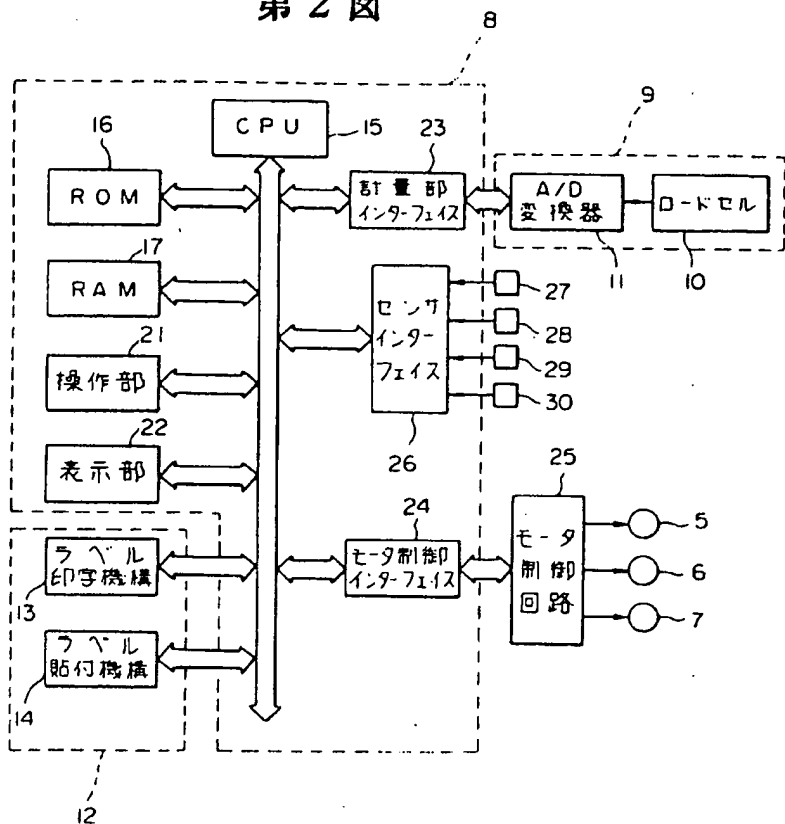 第2図
8
CPU
15
16
ROM
23
計量部
インターフェイス
9
A/D
変換器
11
ロードセル
10
17
RAM
センサ
インター
フェイス
26
27
28
29
30
21
操作部
22
表示部
25
24
モータ制御
インターフェイス
モータ
制御
回路
5
6
7
ラベル
印字機構
13
ラベル
貼付機構
14
12